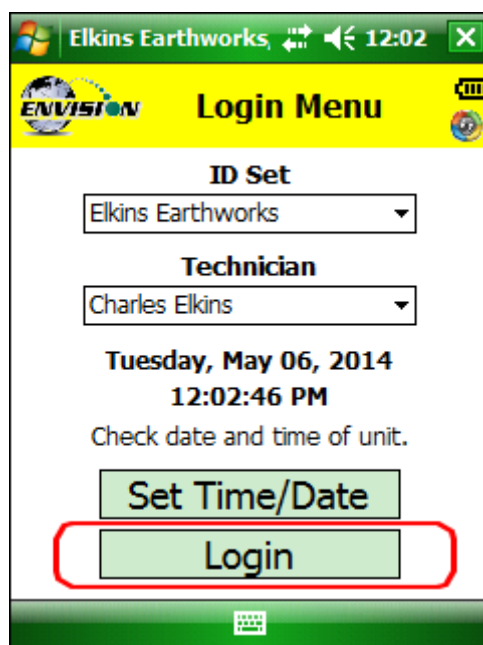 Elkins Earthworks, 12:02
ENVISION
Login Menu
ID Set
Elkins Earthworks
Technician
Charles Elkins
Tuesday, May 06, 2014
12:02:46 PM
Check date and time of unit.
Set Time/Date
Login